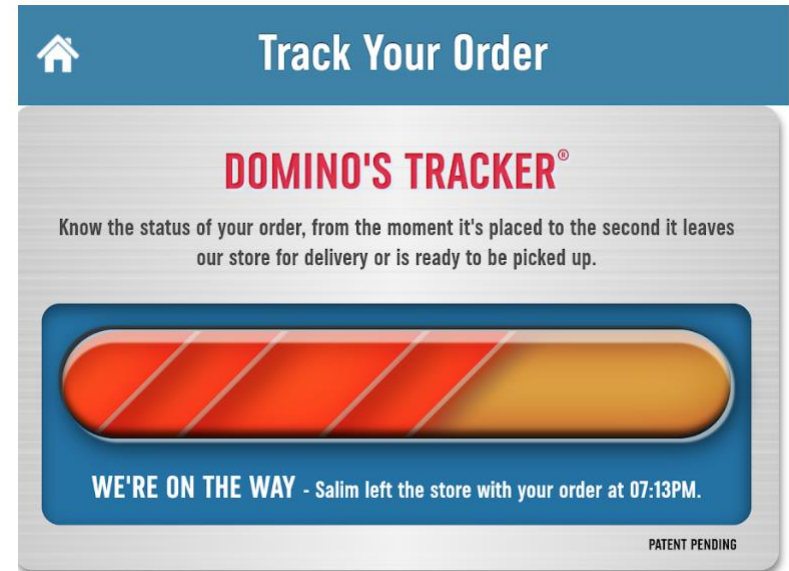 Track Your Order
DOMINO'S TRACKER®
Know the status of your order, from the moment it's placed to the second it leaves
our store for delivery or is ready to be picked up.
WE'RE ON THE WAY - Salim left the store with your order at 07:13PM.
PATENT PENDING